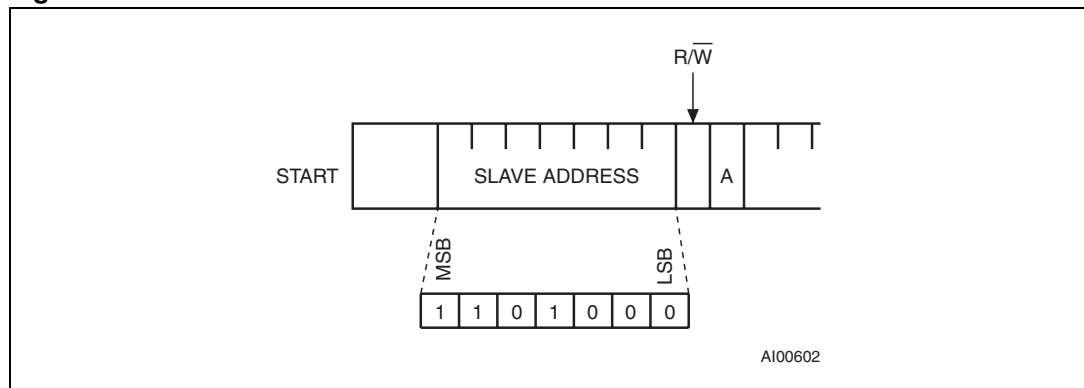 R/W̅
START
SLAVE ADDRESS
A
MSB
LSB
1 1 0 1 0 0 0
AI00602